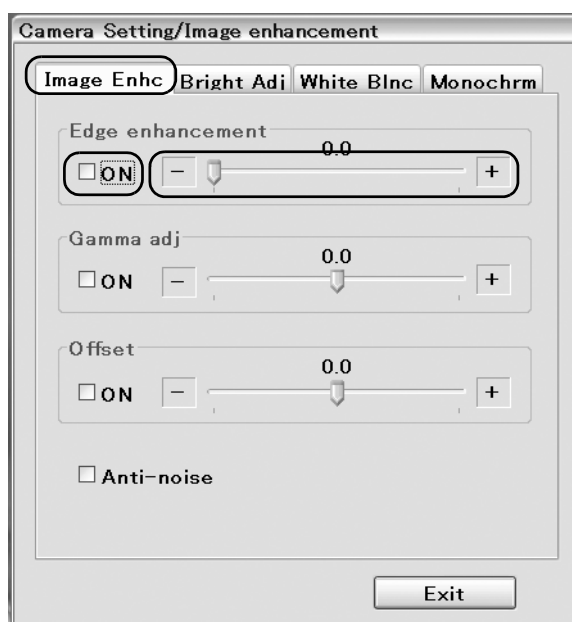 Camera Setting/Image enhancement
Image Enhc Bright Adj White Blnc Monochrm
Edge enhancement
0.0
ON - +
Gamma adj
0.0
ON - +
Offset
0.0
ON - +
Anti-noise
Exit